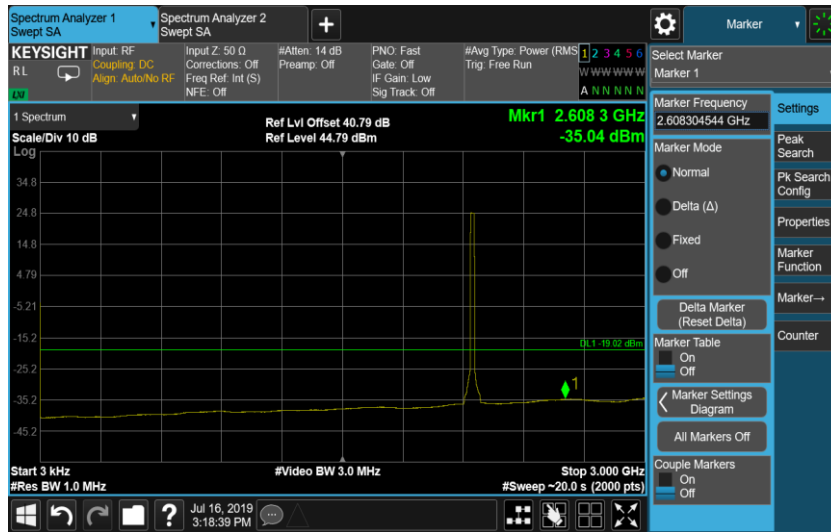 Spectrum Analyzer 1
Swept SA
Spectrum Analyzer 2
Swept SA
+
Marker
KEYSIGHT
R L
LXI
Input: RF
Coupling: DC
Align: Auto/No RF
Input Z: 50 Ω
Corrections: Off
Freq Ref: Int (S)
NFE: Off
#Atten: 14 dB
Preamp: Off
PNO: Fast
Gate: Off
IF Gain: Low
Sig Track: Off
#Avg Type: Power (RMS
Trig: Free Run
1 2 3 4 5 6
W W W W W W
A N N N N N
Select Marker
Marker 1
1 Spectrum
Scale/Div 10 dB
Log
Ref Lvl Offset 40.79 dB
Ref Level 44.79 dBm
Mkr1 2.608 3 GHz
-35.04 dBm
34.8
24.8
14.8
4.79
-5.21
-15.2
-25.2
-35.2
-45.2
DL1 -19.02 dBm
1
Start 3 kHz
#Res BW 1.0 MHz
#Video BW 3.0 MHz
Stop 3.000 GHz
#Sweep ~20.0 s (2000 pts)
Marker Frequency
2.608304544 GHz
Marker Mode
Normal
Delta (Δ)
Fixed
Off
Delta Marker
(Reset Delta)
Marker Table
On
Off
Marker Settings
Diagram
All Markers Off
Couple Markers
On
Off
Settings
Peak
Search
Pk Search
Config
Properties
Marker
Function
Marker→
Counter
?
Jul 16, 2019
3:18:39 PM